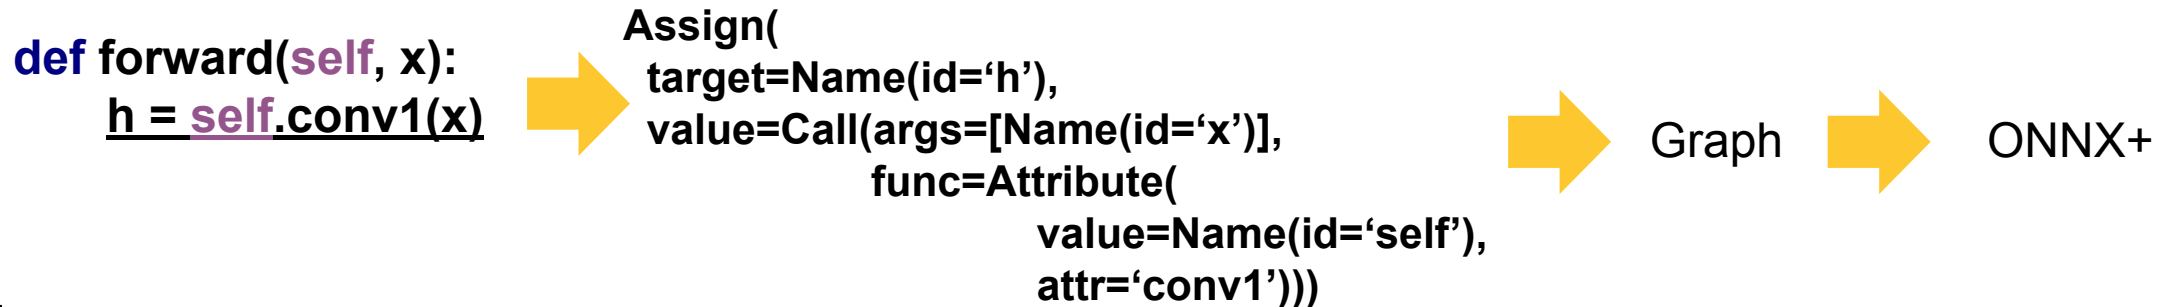 def forward(self, x):
    h = self.conv1(x)
Assign(
 target=Name(id=‘h’),
 value=Call(args=[Name(id=‘x’)],
          func=Attribute(
                 value=Name(id=‘self’),
                 attr=‘conv1’)))
Graph
ONNX+